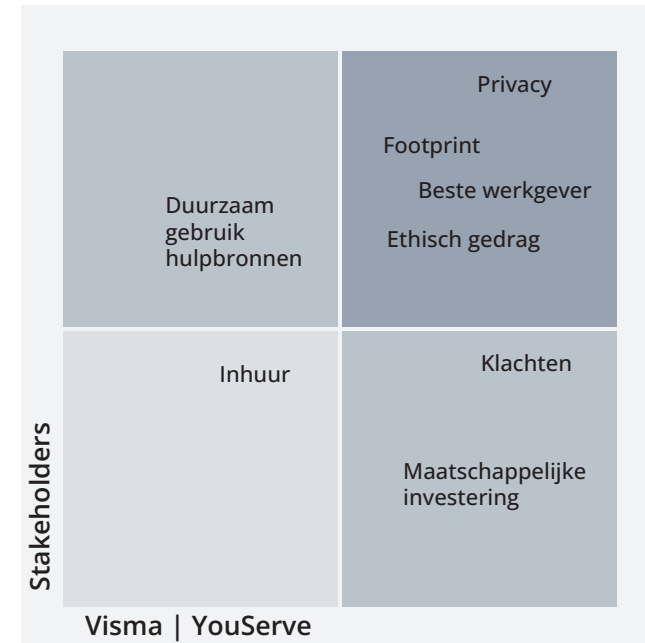 Privacy
Footprint
Beste werkgever
Ethisch gedrag
Duurzaam
gebruik
hulpbronnen
Inhuur
Klachten
Maatschappelijke
investering
Stakeholders
Visma | YouServe